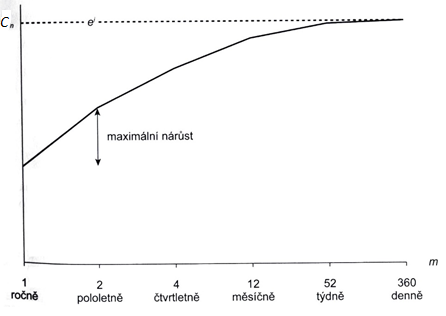 Cn
e^i
maximální nárůst
1 2 4 12 52 360 m
ročně pololetně čtvrtletně měsíčně týdně denně